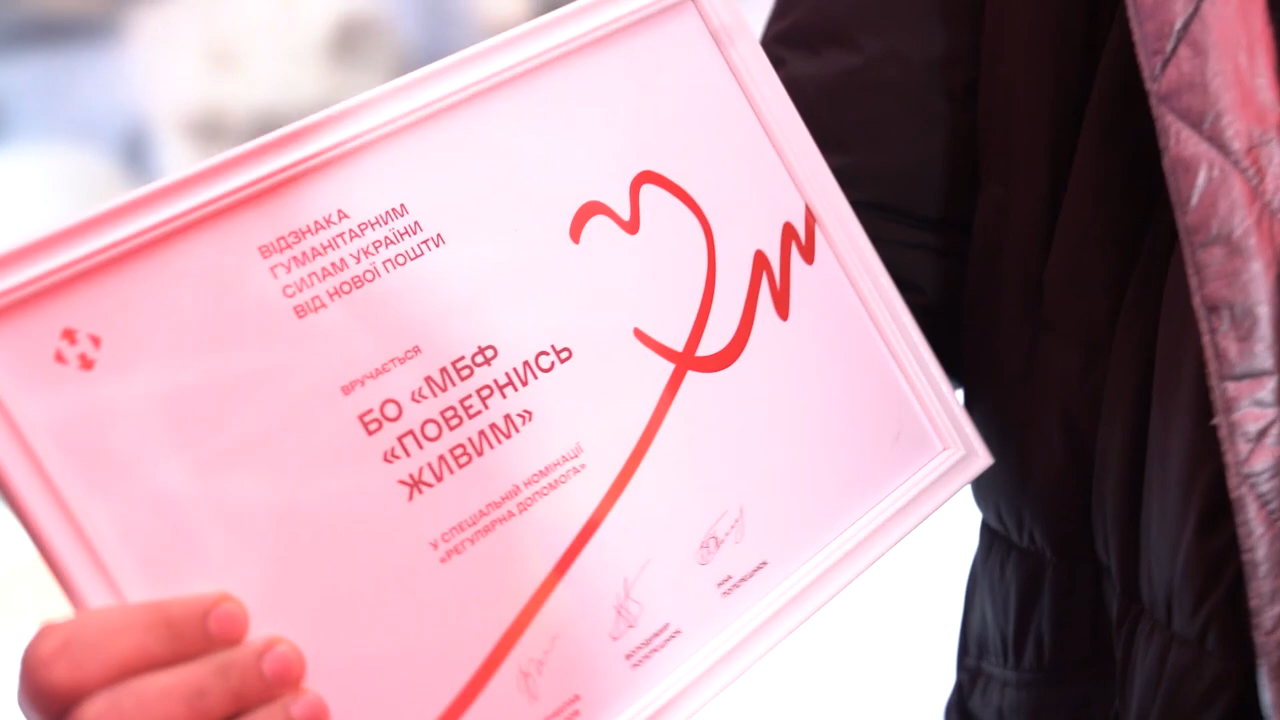 ВІДЗНАКА
ГУМАНІТАРНИМ
СИЛАМ УКРАЇНИ
ВІД НОВОЇ ПОШТИ
ВРУЧАЄТЬСЯ
БО «МБФ
«ПОВЕРНИСЬ
ЖИВИМ»
У СПЕЦІАЛЬНІЙ НОМІНАЦІЇ
«РЕГУЛЯРНА ДОПОМОГА»